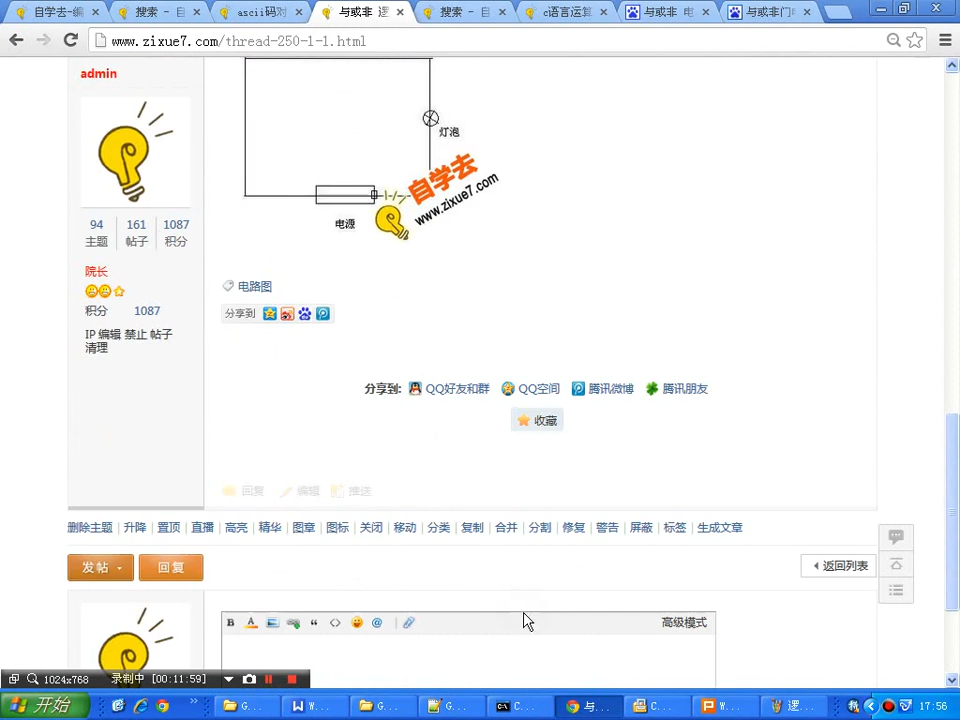 自学去-编
搜索 - 自
ascii码对
与或非 逻
搜索 - 自
c语言运算
与或非 电
与或非门
www.zixue7.com/thread-250-1-1.html
admin
94
主题
161
帖子
1087
积分
院长
积分 1087
IP 编辑 禁止 帖子
清理
灯泡
自学去
www.zixue7.com
电源
电路图
分享到
分享到: QQ好友和群 QQ空间 腾讯微博 腾讯朋友
收藏
回复 编辑 推送
删除主题 升降 置顶 直播 高亮 精华 图章 图标 关闭 移动 分类 复制 合并 分割 修复 警告 屏蔽 标签 生成文章
发帖 回复
返回列表
B A “ <> @ 高级模式
1024x768 录制中 [00:11:59]
开始
G...
W...
G...
G...
C...
与...
C...
W...
逻...
17:56